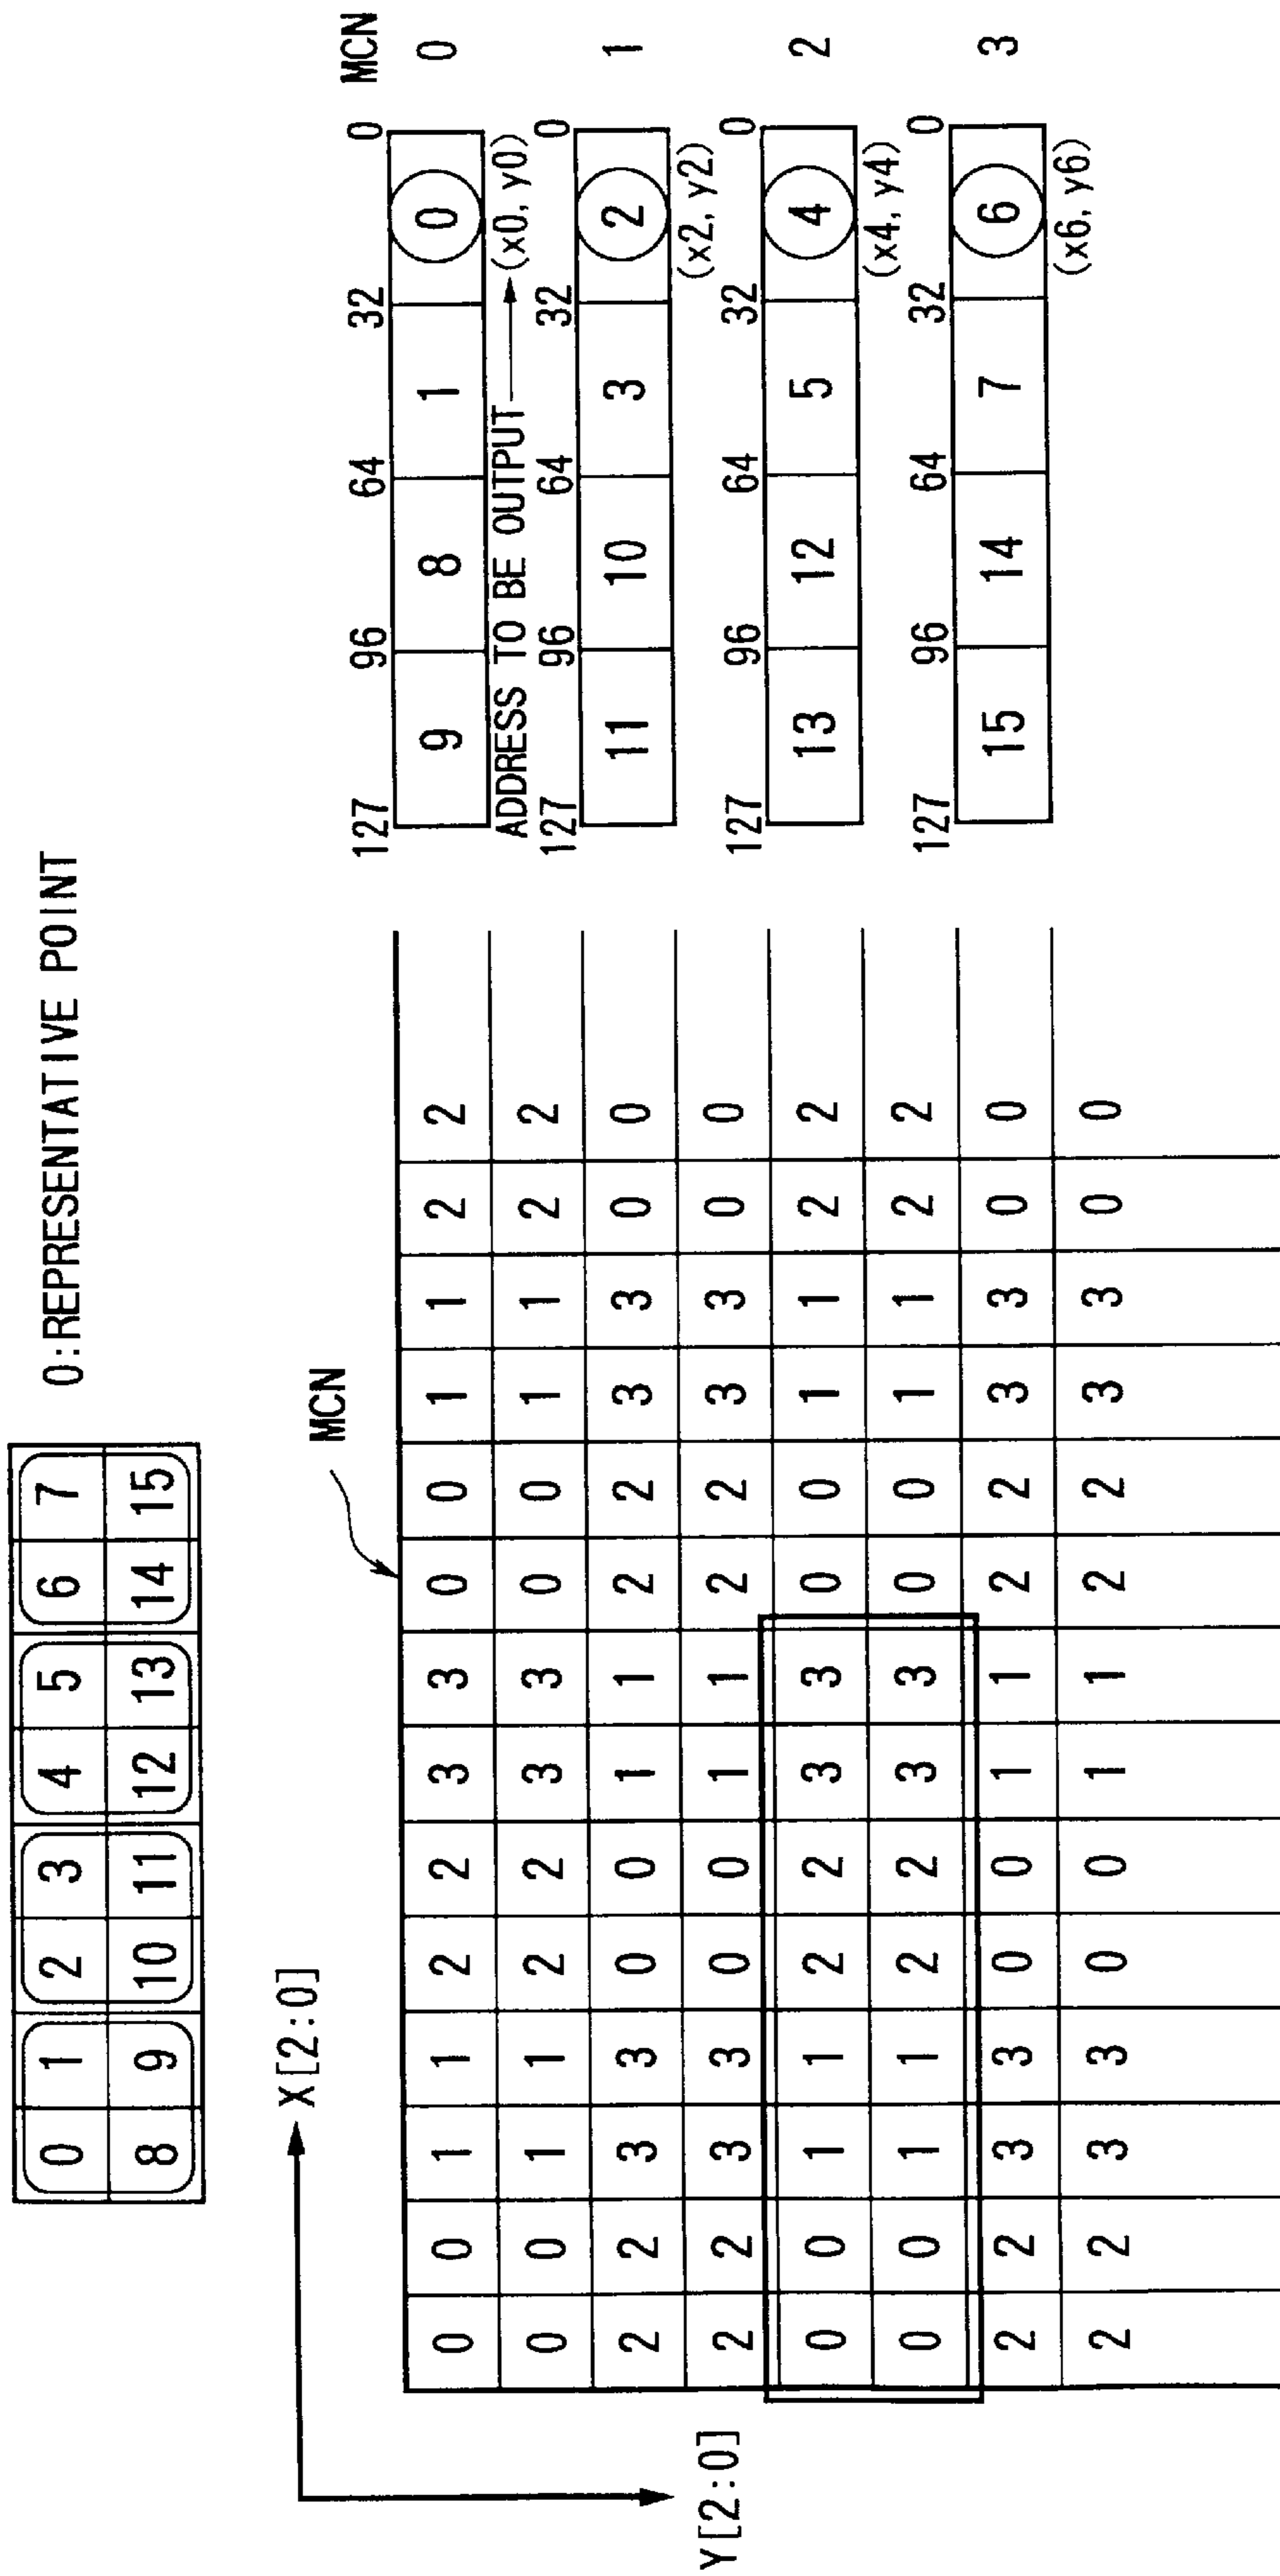 0 1 2 3 4 5 6 7
8 9 10 11 12 13 14 15
0:REPRESENTATIVE POINT
X[2:0]
Y[2:0]
MCN
0 0 1 1 2 2 3 3 0 0 1 1 2 2
0 0 1 1 2 2 3 3 0 0 1 1 2 2
2 2 3 3 0 0 1 1 2 2 3 3 0 0
2 2 3 3 0 0 1 1 2 2 3 3 0 0
0 0 1 1 2 2 3 3 0 0 1 1 2 2
0 0 1 1 2 2 3 3 0 0 1 1 2 2
2 2 3 3 0 0 1 1 2 2 3 3 0 0
2 2 3 3 0 0 1 1 2 2 3 3 0 0
127 96 64 32 0 MCN
9 8 1 0 0
ADDRESS TO BE OUTPUT (x0, y0)
127 96 64 32 0
11 10 3 2 1
(x2, y2)
127 96 64 32 0
13 12 5 4 2
(x4, y4)
127 96 64 32 0
15 14 7 6 3
(x6, y6)